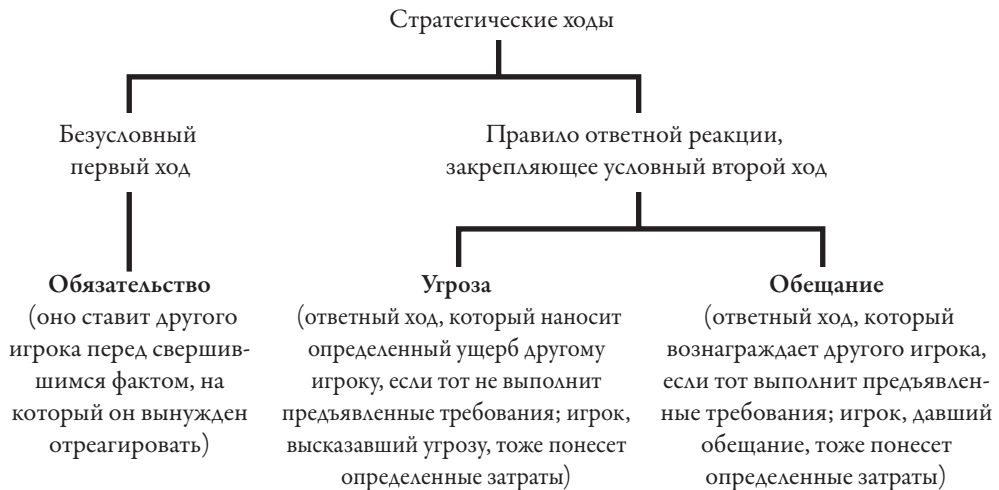 Стратегические ходы
Безусловный
первый ход
Правило ответной реакции,
закрепляющее условный второй ход
Обязательство
(оно ставит другого
игрока перед свершив-
шимся фактом, на
который он вынужден
отреагировать)
Угроза
(ответный ход, который наносит
определенный ущерб другому
игроку, если тот не выполнит
предъявленные требования; игрок,
высказавший угрозу, тоже понесет
определенные затраты)
Обещание
(ответный ход, который
вознаграждает другого игрока,
если тот выполнит предъявлен-
ные требования; игрок, давший
обещание, тоже понесет
определенные затраты)